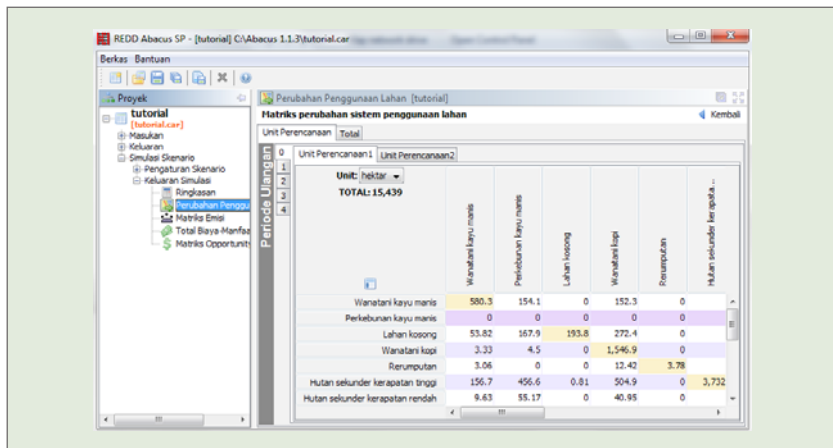 REDD Abacus SP - [tutorial] C:\Abacus 1.1.3\tutorial.car
Berkas Bantuan
Proyek
tutorial
[tutorial.car]
Masukan
Keluaran
Simulasi Skenario
Pengaturan Skenario
Keluaran Simulasi
Ringkasan
Perubahan Penggu
Matriks Emisi
Total Biaya-Manfaa
Matriks Opportunit
Perubahan Penggunaan Lahan [tutorial]
Matriks perubahan sistem penggunaan lahan
Kembali
Unit Perencanaan Total
Periode Ulangan
0
1
2
3
4
Unit Perencanaan1 Unit Perencanaan2
Unit: hektar
TOTAL: 15,439
Wanatani kayu manis
Perkebunan kayu manis
Lahan kosong
Wanatani kopi
Rerumputan
Hutan sekunder kerapata...
Wanatani kayu manis 580.3 154.1 0 152.3 0
Perkebunan kayu manis 0 0 0 0 0
Lahan kosong 53.82 167.9 193.8 272.4 0
Wanatani kopi 3.33 4.5 0 1,546.9 0
Rerumputan 3.06 0 0 12.42 3.78
Hutan sekunder kerapatan tinggi 156.7 456.6 0.81 504.9 0 3,732
Hutan sekunder kerapatan rendah 9.63 55.17 0 40.95 0